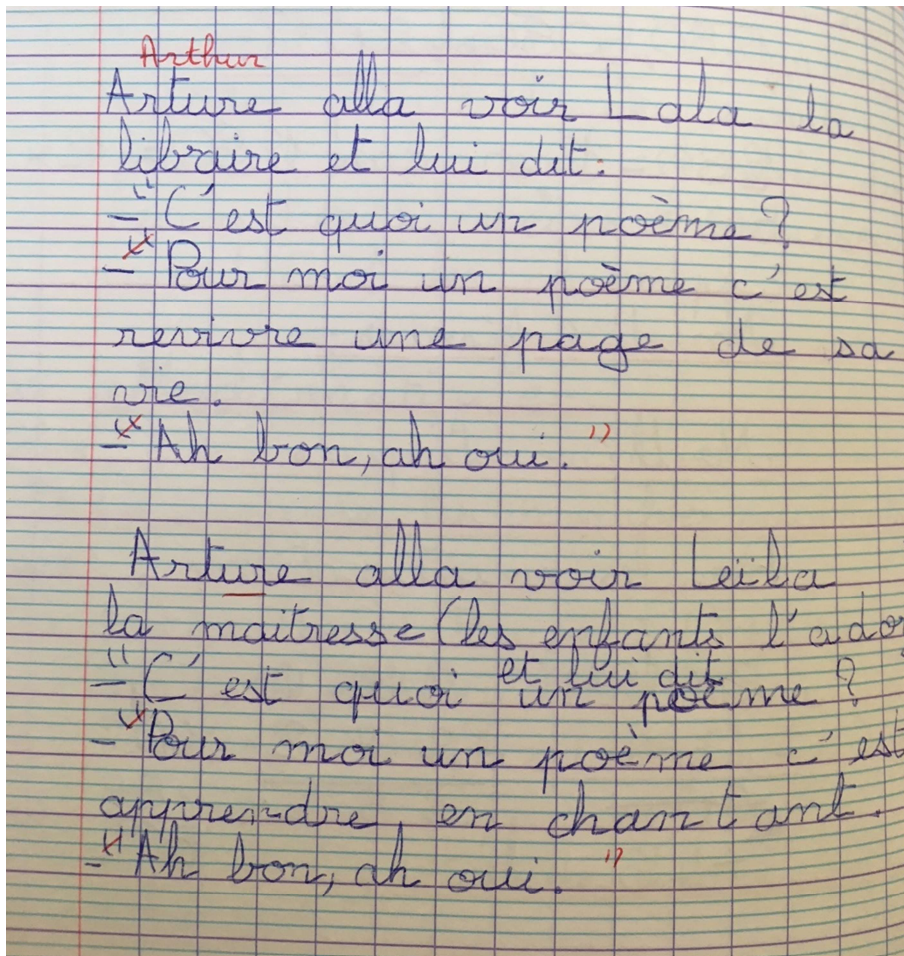 Arthur
Arture alla voir Lala la
libraire et lui dit:
– "C'est quoi un poème?
– "Pour moi un poème c'est
revivre une page de sa
vie.
– "Ah bon, ah oui."
Arture alla voir Leïla
la maitresse (les enfants l'ado
et lui dit
– "C'est quoi un poème?
– "Pour moi un poème c'est
apprendre en chantant.
– "Ah bon, ah oui."